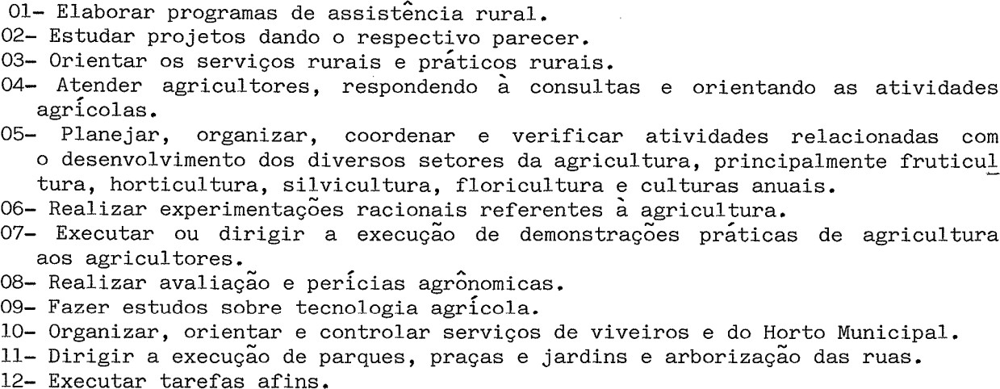 01- Elaborar programas de assistência rural.
02- Estudar projetos dando o respectivo parecer.
03- Orientar os serviços rurais e práticos rurais.
04- Atender agricultores, respondendo à consultas e orientando as atividades
agrícolas.
05- Planejar, organizar, coordenar e verificar atividades relacionadas com
o desenvolvimento dos diversos setores da agricultura, principalmente fruticul
tura, horticultura, silvicultura, floricultura e culturas anuais.
06- Realizar experimentações racionais referentes à agricultura.
07- Executar ou dirigir a execução de demonstrações práticas de agricultura
aos agricultores.
08- Realizar avaliação e perícias agrônomicas.
09- Fazer estudos sobre tecnologia agrícola.
10- Organizar, orientar e controlar serviços de viveiros e do Horto Municipal.
11- Dirigir a execução de parques, praças e jardins e arborização das ruas.
12- Executar tarefas afins.